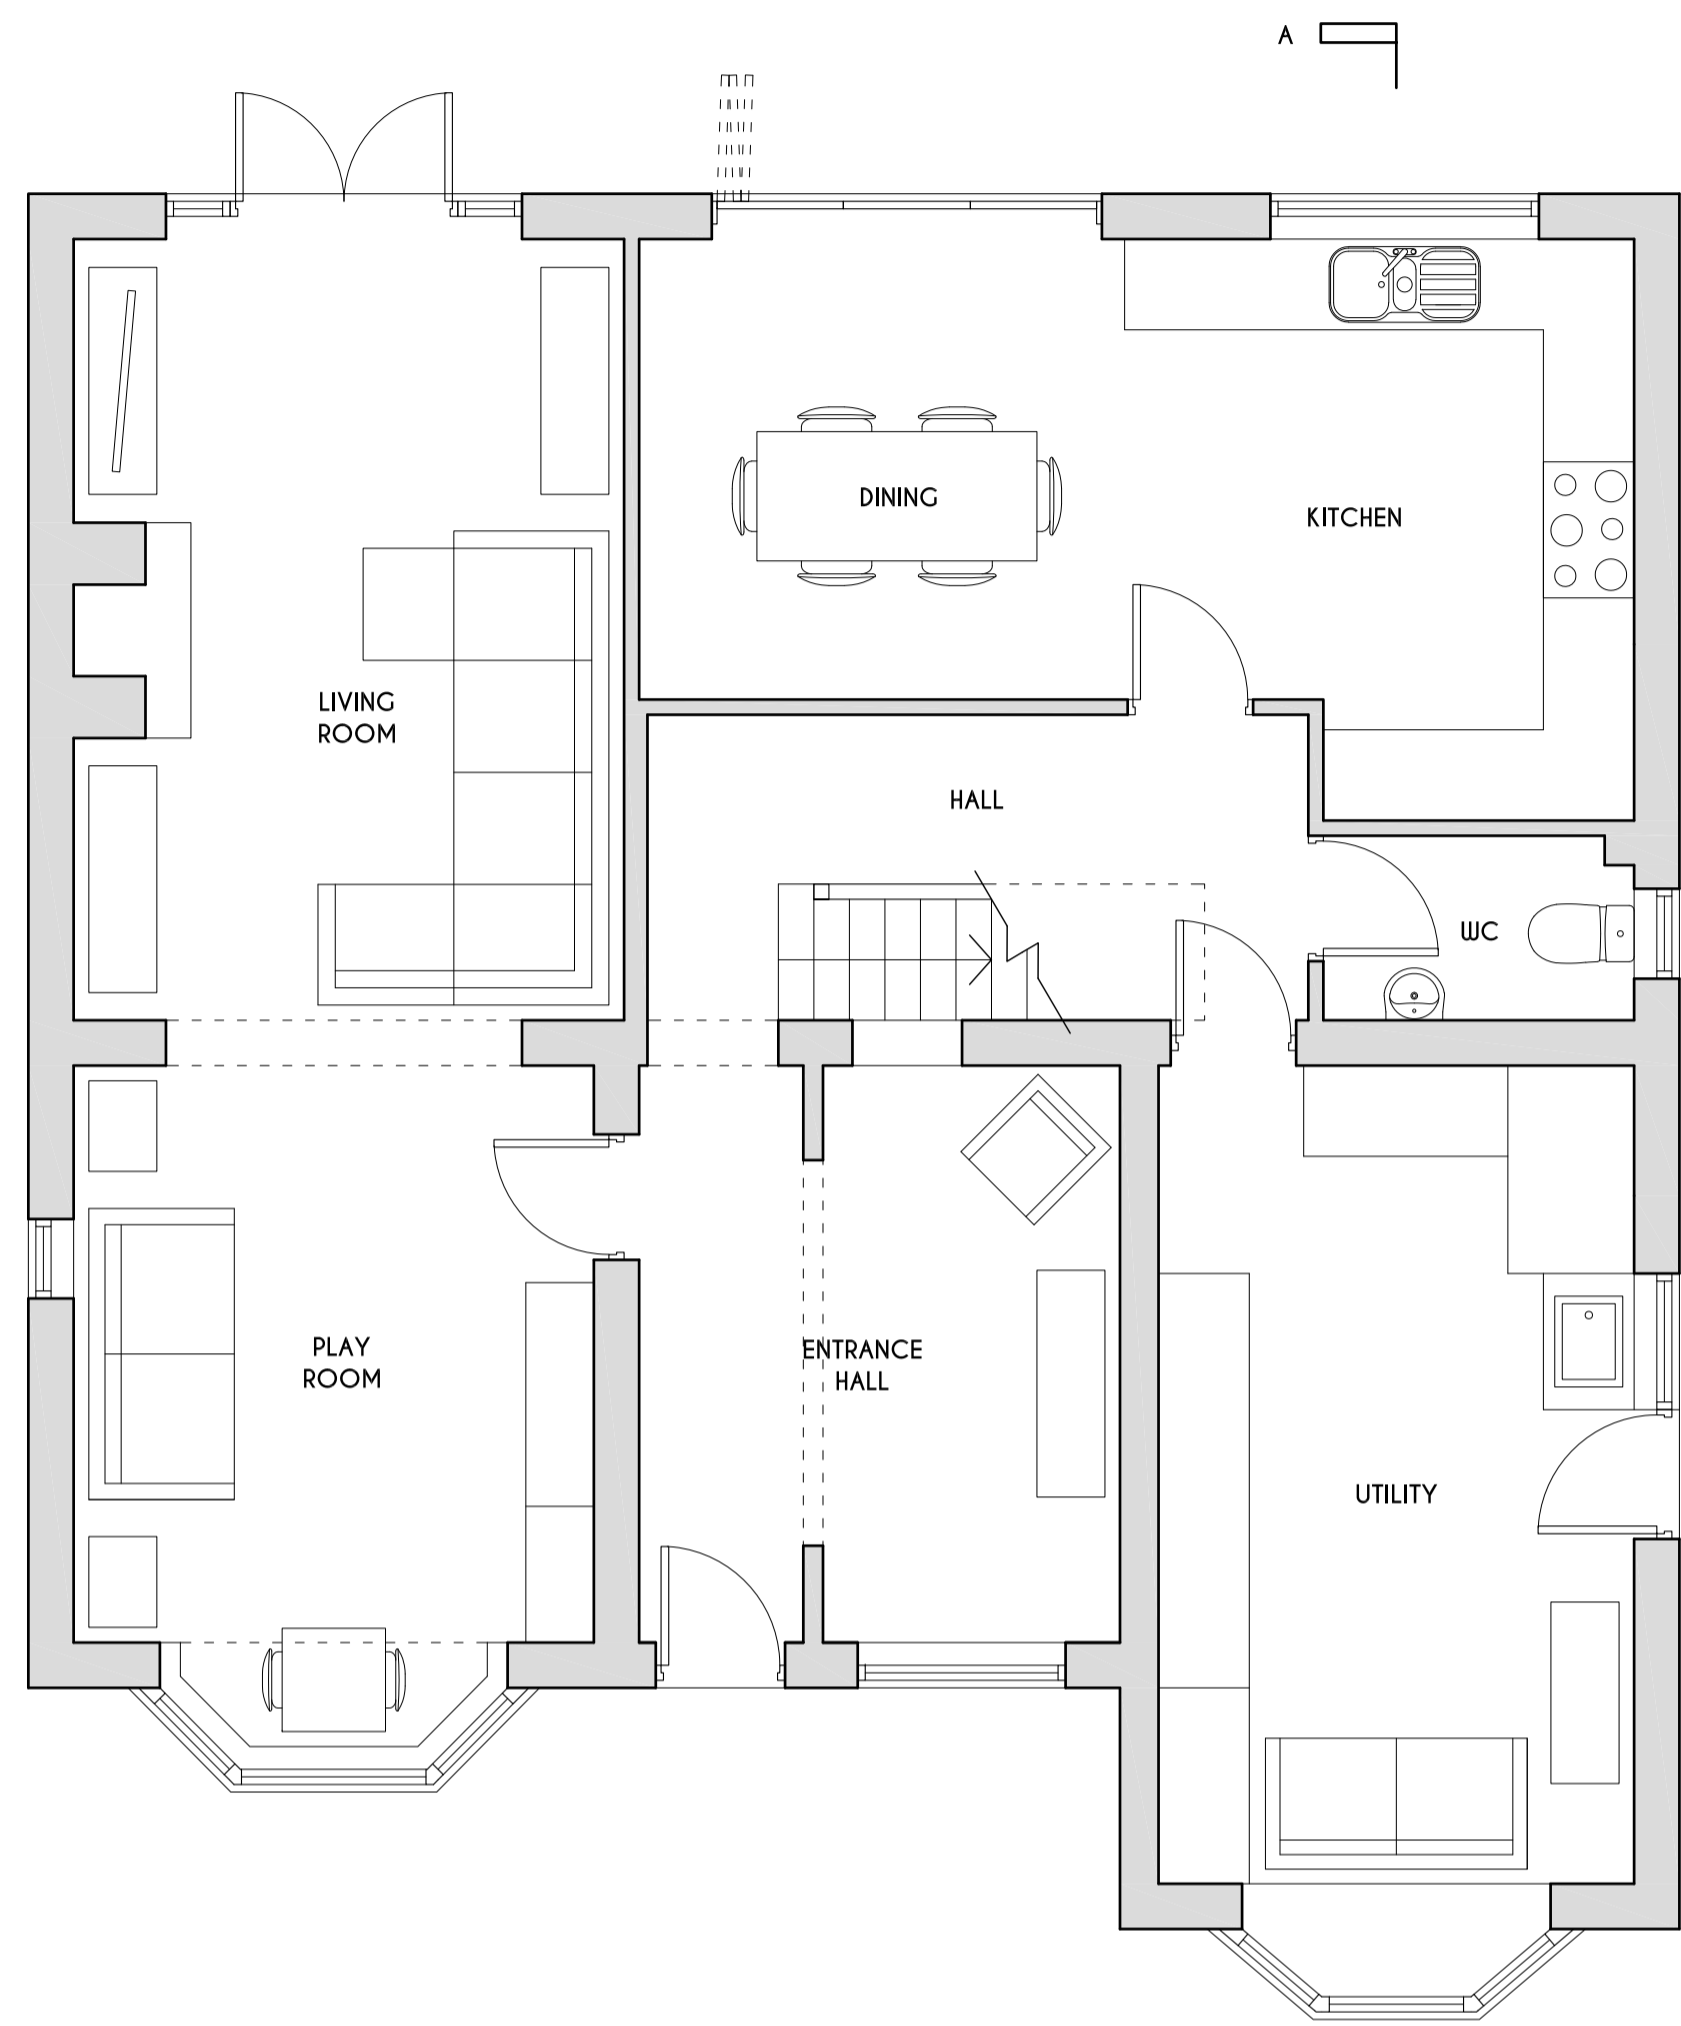 A
DINING
KITCHEN
LIVING
ROOM
HALL
WC
PLAY
ROOM
ENTRANCE
HALL
UTILITY